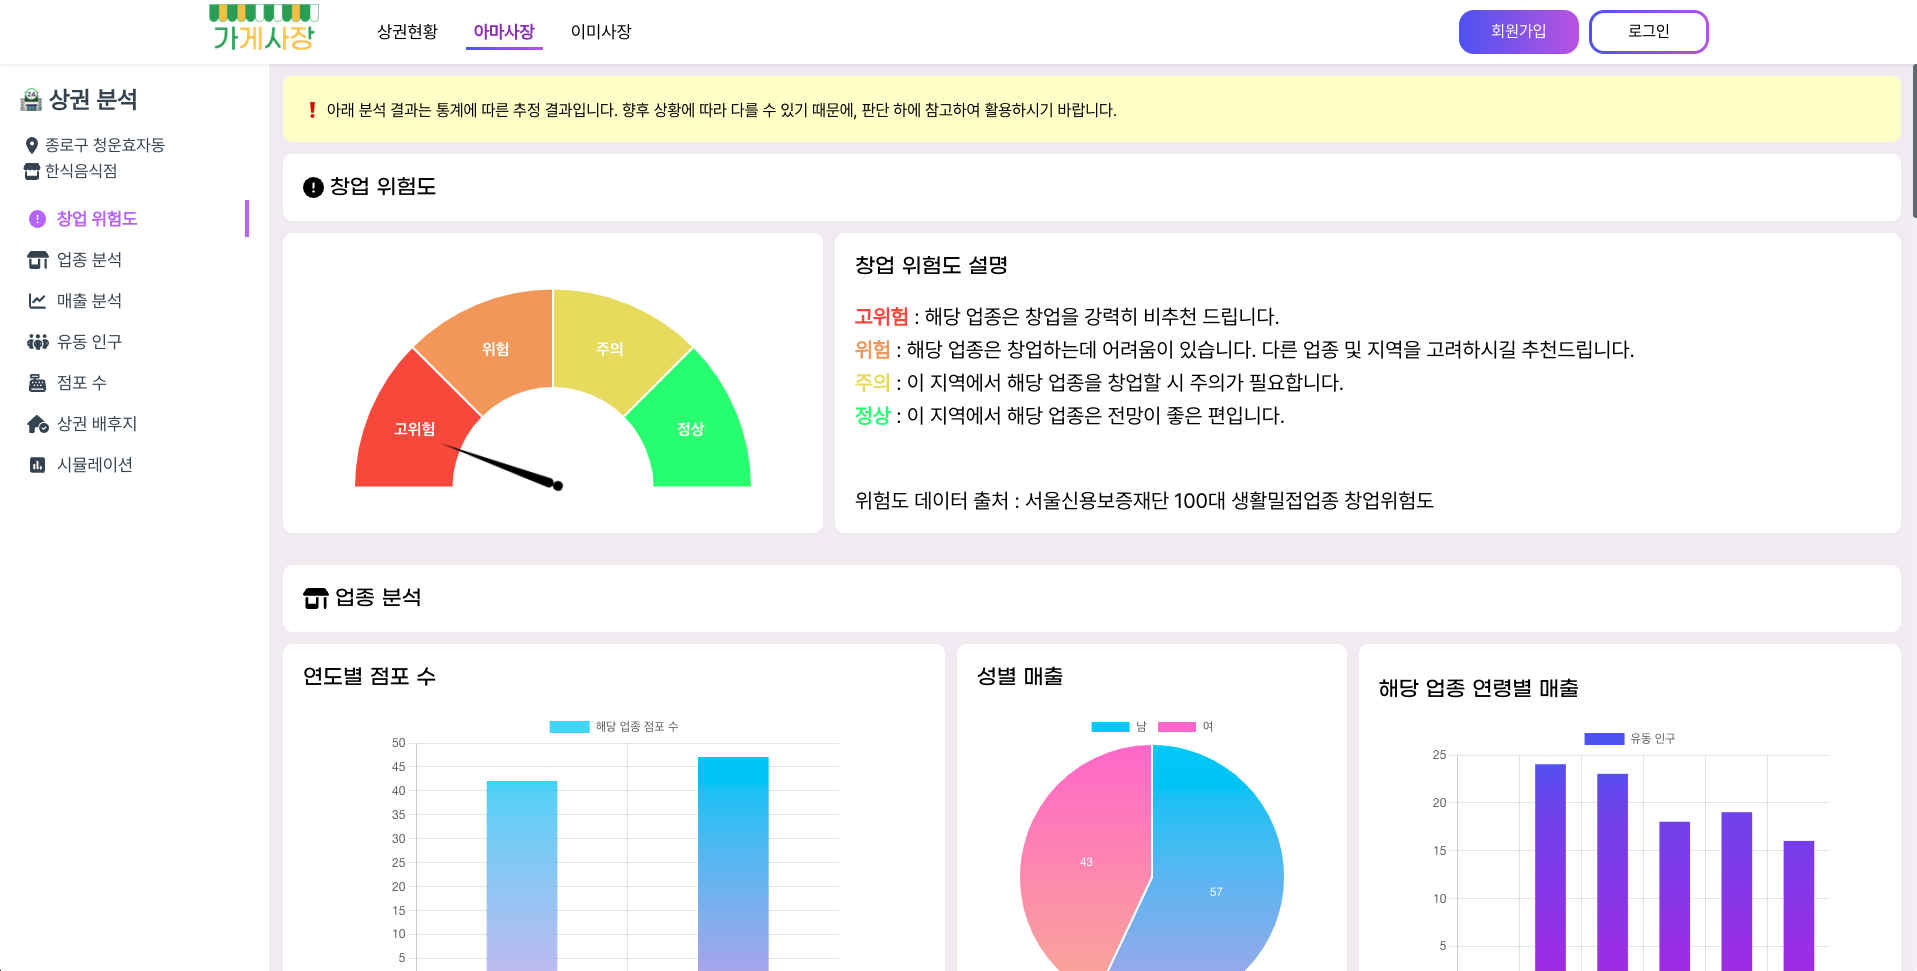 가게사장
상권현황
아마사장
이미사장
회원가입
로그인
24
상권 분석
종로구 청운효자동
한식음식점
창업 위험도
업종 분석
매출 분석
유동 인구
점포 수
상권 배후지
시뮬레이션
아래 분석 결과는 통계에 따른 추정 결과입니다. 향후 상황에 따라 다를 수 있기 때문에, 판단 하에 참고하여 활용하시기 바랍니다.
창업 위험도
고위험
위험
주의
정상
창업 위험도 설명
고위험 : 해당 업종은 창업을 강력히 비추천 드립니다.
위험 : 해당 업종은 창업하는데 어려움이 있습니다. 다른 업종 및 지역을 고려하시길 추천드립니다.
주의 : 이 지역에서 해당 업종을 창업할 시 주의가 필요합니다.
정상 : 이 지역에서 해당 업종은 전망이 좋은 편입니다.
위험도 데이터 출처 : 서울신용보증재단 100대 생활밀접업종 창업위험도
업종 분석
연도별 점포 수
해당 업종 점포 수
50
45
40
35
30
25
20
15
10
5
성별 매출
남
여
43
57
해당 업종 연령별 매출
유동 인구
25
20
15
10
5